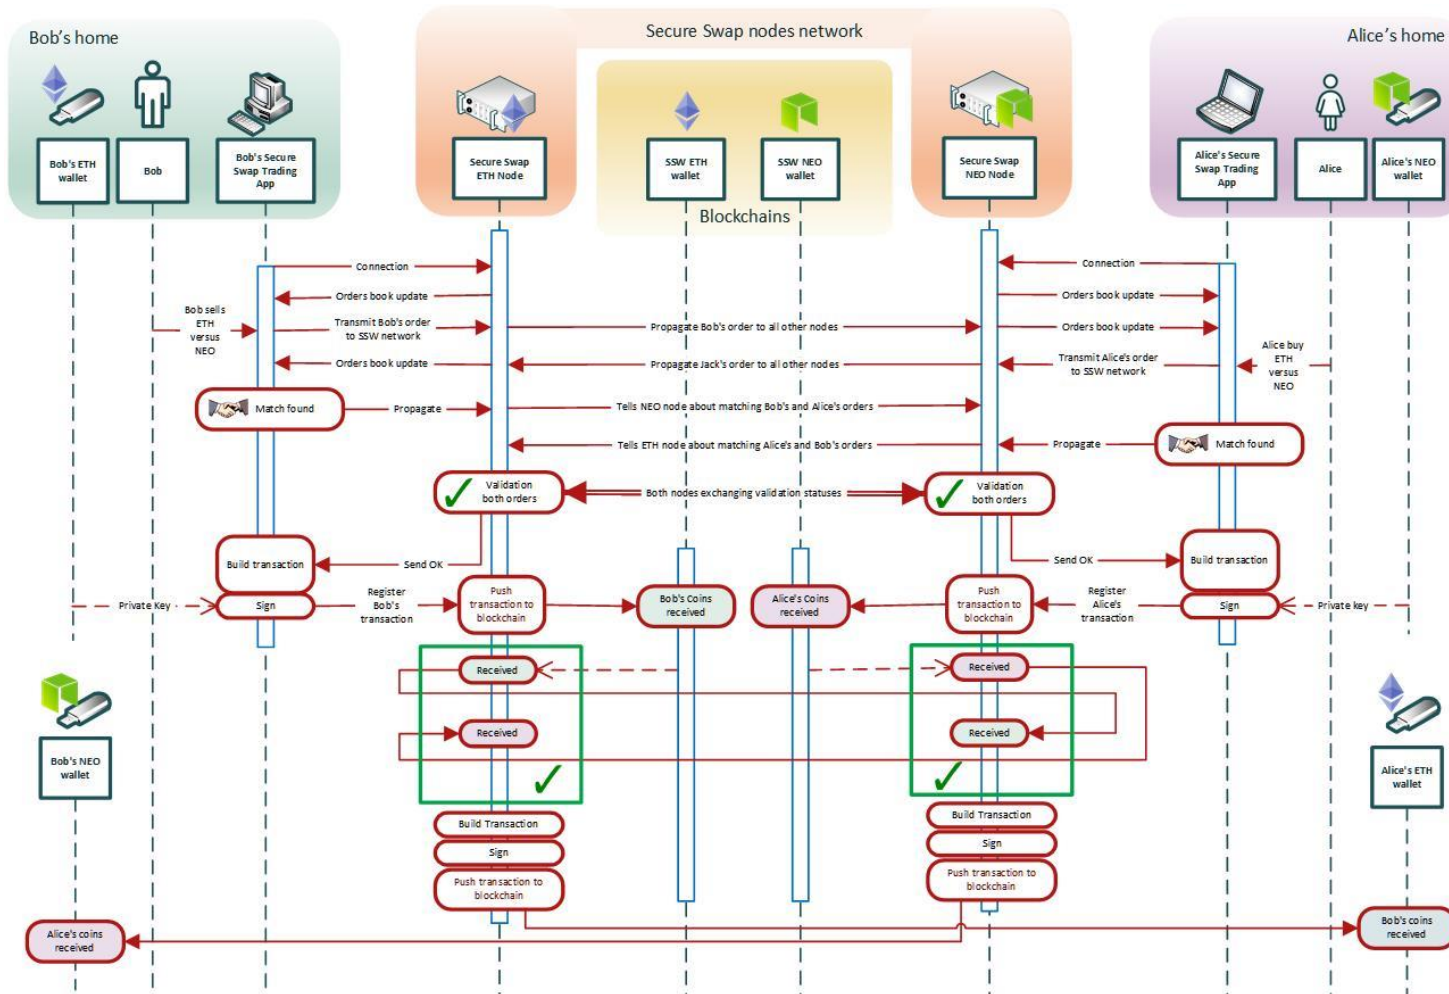 Bob's home
Secure Swap nodes network
Alice's home
Bob's ETH
wallet
Bob
Bob's Secure
Swap Trading
App
Secure Swap
ETH Node
SSW ETH
wallet
SSW NEO
wallet
Secure Swap
NEO Node
Alice's Secure
Swap Trading
App
Alice
Alice's NEO
wallet
Blockchains
Connection
Connection
Orders book update
Orders book update
Bob sells
ETH
versus
NEO
Transmit Bob's order
to SSW network
Propagate Bob's order to all other nodes
Orders book update
Orders book update
Propagate Jack's order to all other nodes
Transmit Alice's order
to SSW network
Alice buy
ETH
versus
NEO
Match found
Propagate
Tells NEO node about matching Bob's and Alice's orders
Tells ETH node about matching Alice's and Bob's orders
Propagate
Match found
Validation
both orders
Both nodes exchanging validation statuses
Validation
both orders
Build transaction
Send OK
Send OK
Build transaction
Private Key
Sign
Register
Bob's
transaction
Push
transaction to
blockchain
Bob's Coins
received
Alice's Coins
received
Push
transaction to
blockchain
Register
Alice's
transaction
Sign
Private key
Received
Received
Received
Received
Bob's NEO
wallet
Alice's ETH
wallet
Build Transaction
Sign
Push transaction to
blockchain
Build Transaction
Sign
Push transaction to
blockchain
Alice's coins
received
Bob's coins
received